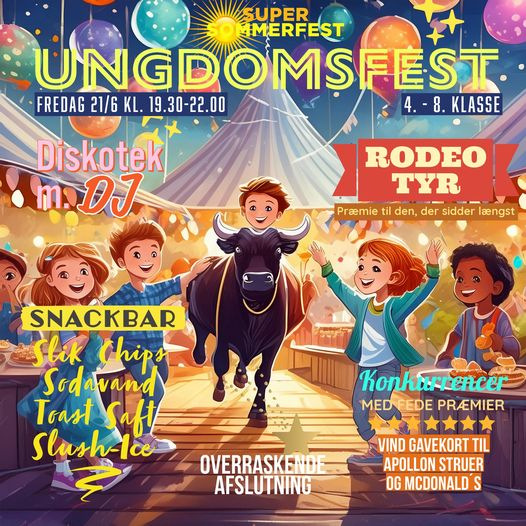 SUPER
SOMMERFEST
UNGDOMSFEST
FREDAG 21/6 KL. 19.30-22.00
4. - 8. KLASSE
Diskotek
m. DJ
RODEO
TYR
Præmie til den, der sidder længst
SNACKBAR
Slik Chips
Sodavand
Toast Saft
Slush-Ice
Konkurrencer
MED FEDE PRÆMIER
VIND GAVEKORT TIL
APOLLON STRUER
OG MCDONALD´S
OVERRASKENDE
AFSLUTNING